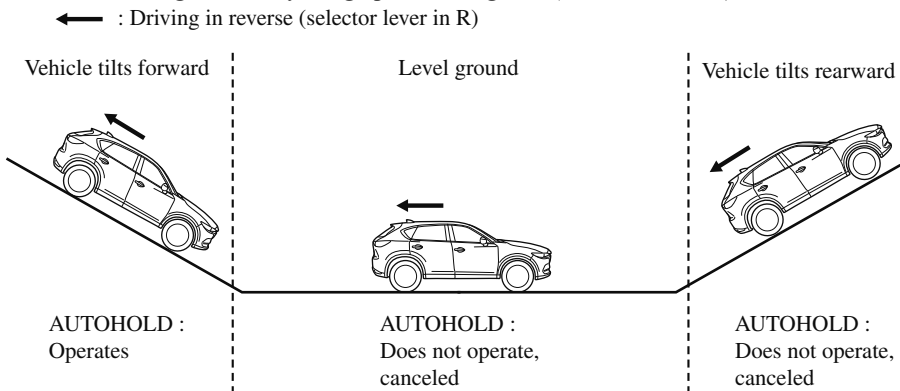 : Driving in reverse (selector lever in R)
Vehicle tilts forward
Level ground
Vehicle tilts rearward
AUTOHOLD :
Operates
AUTOHOLD :
Does not operate,
canceled
AUTOHOLD :
Does not operate,
canceled